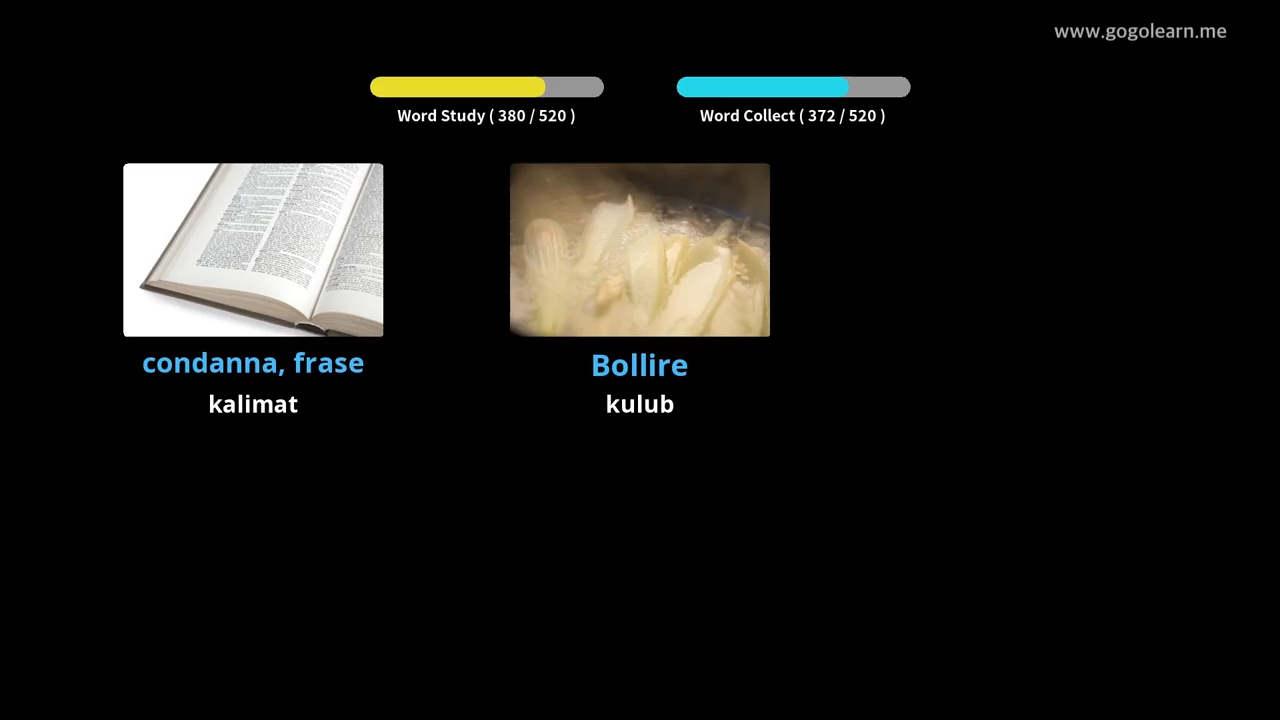 www.gogolearn.me
Word Study ( 380 / 520 )
Word Collect ( 372 / 520 )
condanna, frase
kalimat
Bollire
kulub